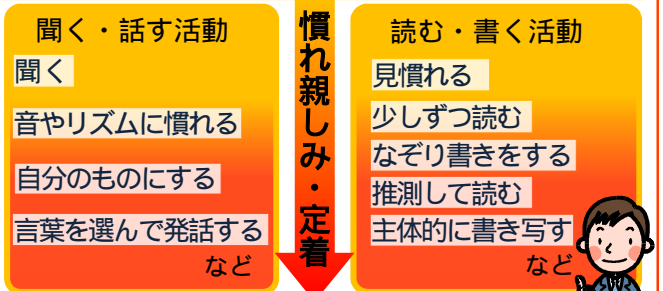 聞く・話す活動
聞く
音やリズムに慣れる
自分のものにする
言葉を選んで発話する
など
慣れ親しみ・定着
読む・書く活動
見慣れる
少しずつ読む
なぞり書きをする
推測して読む
主体的に書き写す
など